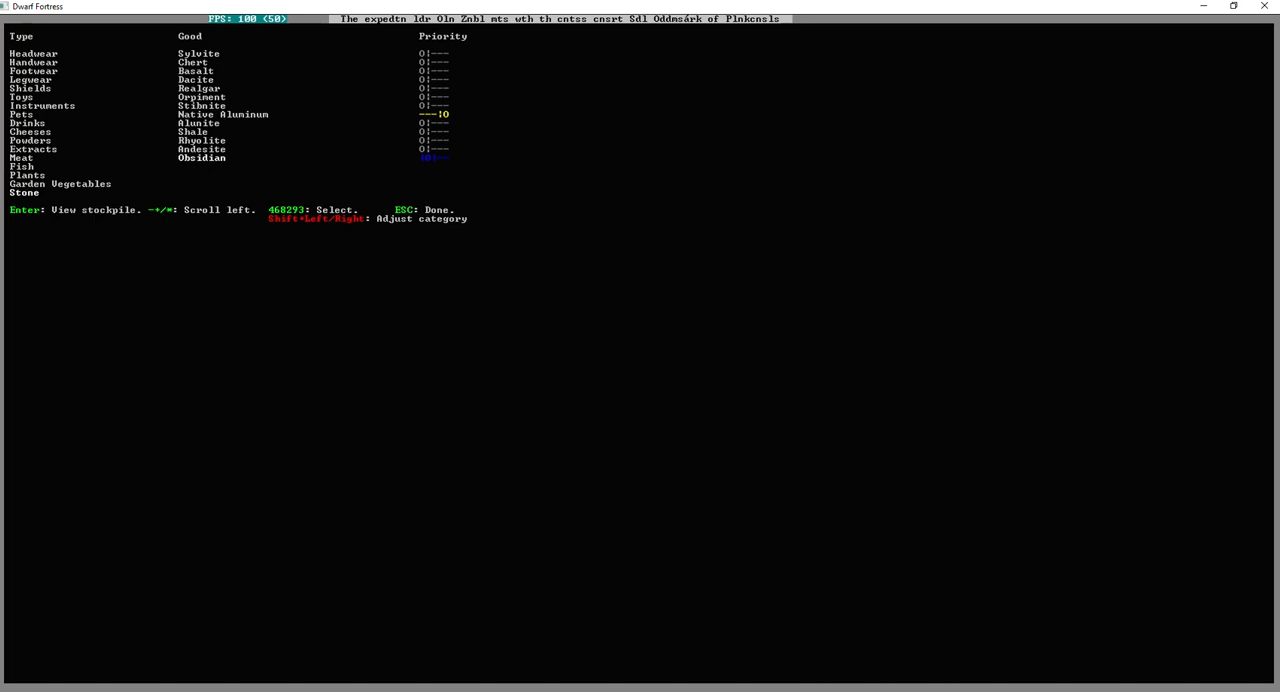 Dwarf Fortress
FPS: 100 (50) The expedtn ldr Oln Znbl mts wth th cntss cnsrt Sdl Oddmsárk of Plnkcnsls
Type Good Priority
Headwear Sylvite O|---
Handwear Chert O|---
Footwear Basalt O|---
Legwear Dacite O|---
Shields Realgar O|---
Toys Orpiment O|---
Instruments Stibnite O|---
Pets Native Aluminum ---|O
Drinks Alunite O|---
Cheeses Shale O|---
Powders Rhyolite O|---
Extracts Andesite O|---
Meat Obsidian |O|--
Fish
Plants
Garden Vegetables
Stone
Enter: View stockpile. -+/*: Scroll left. 468293: Select. ESC: Done.
Shift+Left/Right: Adjust category